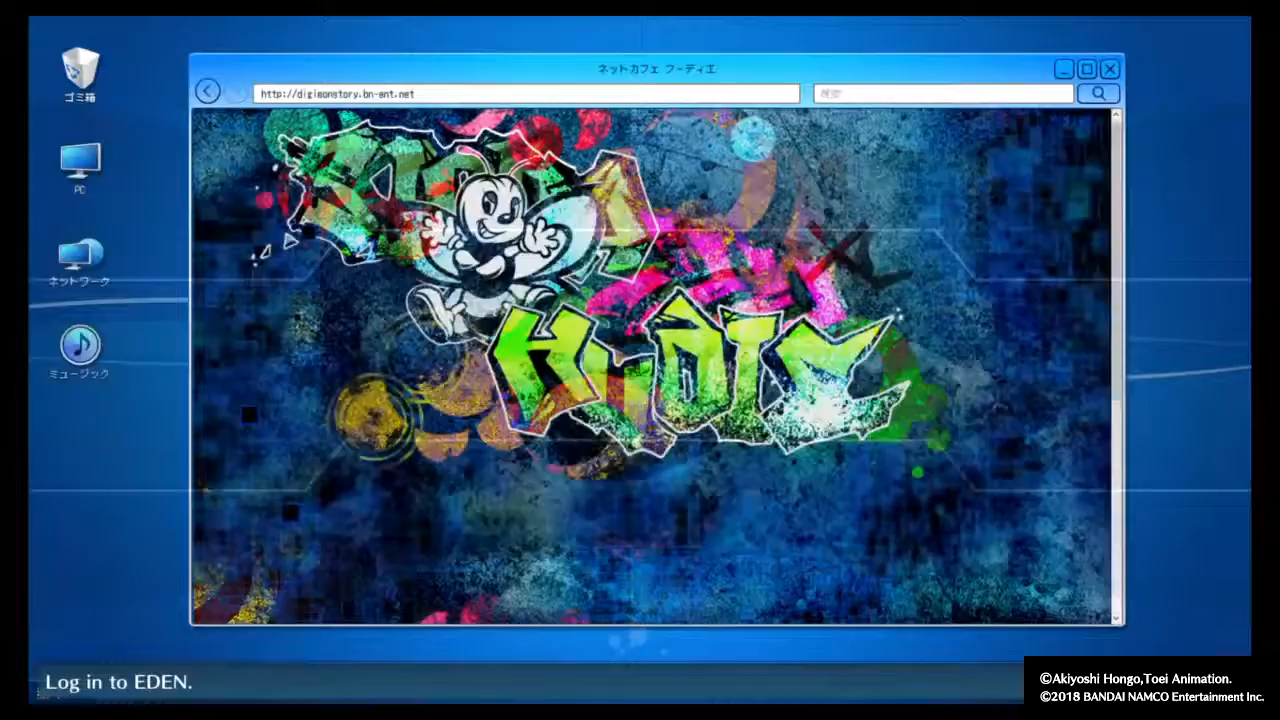 ネットカフェ フーディエ
http://digimonstory.bn-ent.net
検索
ゴミ箱
PC
ネットワーク
ミュージック
HUDIE
Log in to EDEN.
©Akiyoshi Hongo,Toei Animation.
©2018 BANDAI NAMCO Entertainment Inc.